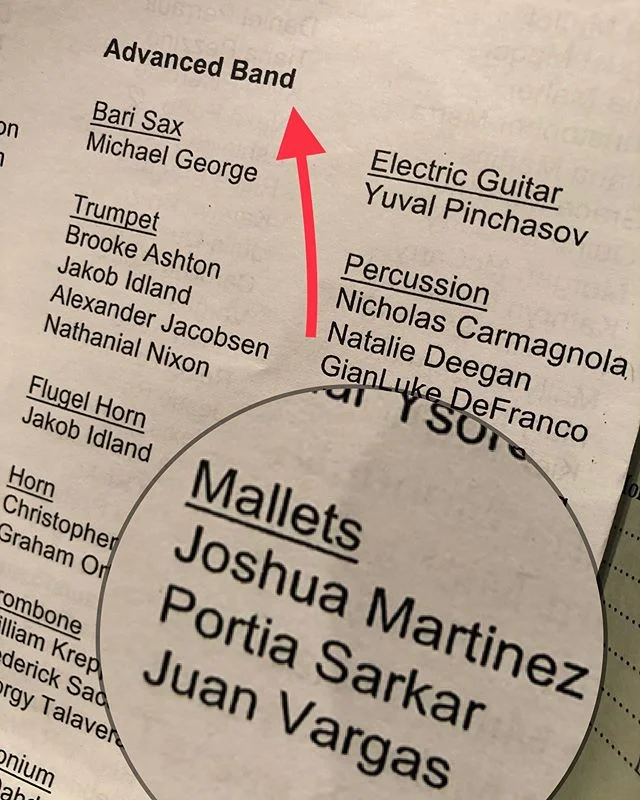 Advanced Band
Bari Sax
Michael George
Trumpet
Brooke Ashton
Jakob Idland
Alexander Jacobsen
Nathanial Nixon
Flugel Horn
Jakob Idland
Horn
Christopher
Graham
Electric Guitar
Yuval Pinchasov
Percussion
Nicholas Carmagnola
Natalie Deegan
GianLuke DeFranco
Mallets
Joshua Martinez
Portia Sarkar
Juan Vargas